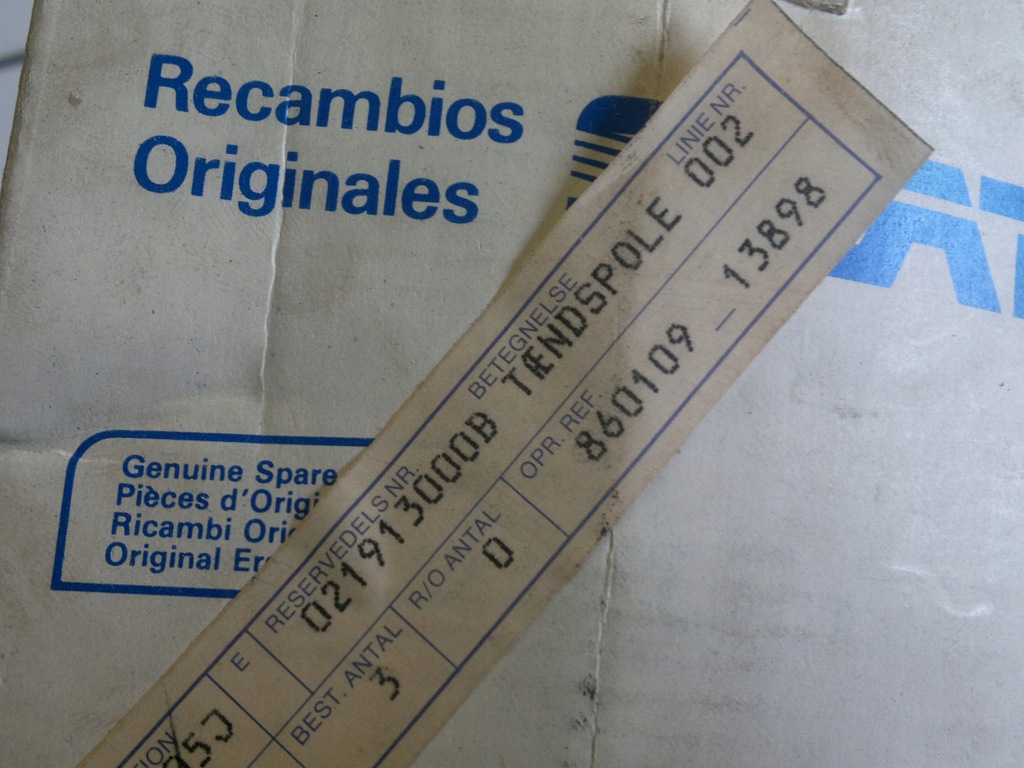 Recambios
Originales
Genuine Spare
Pièces d'Origi
Ricambi Ori
Original Er
LINIE NR.
002
BETEGNELSE
TÆNDSPOLE
RESERVEDELS NR.
0219130000B
E
OPR. REF.
860109 — 13898
R/O ANTAL
0
BEST. ANTAL
3